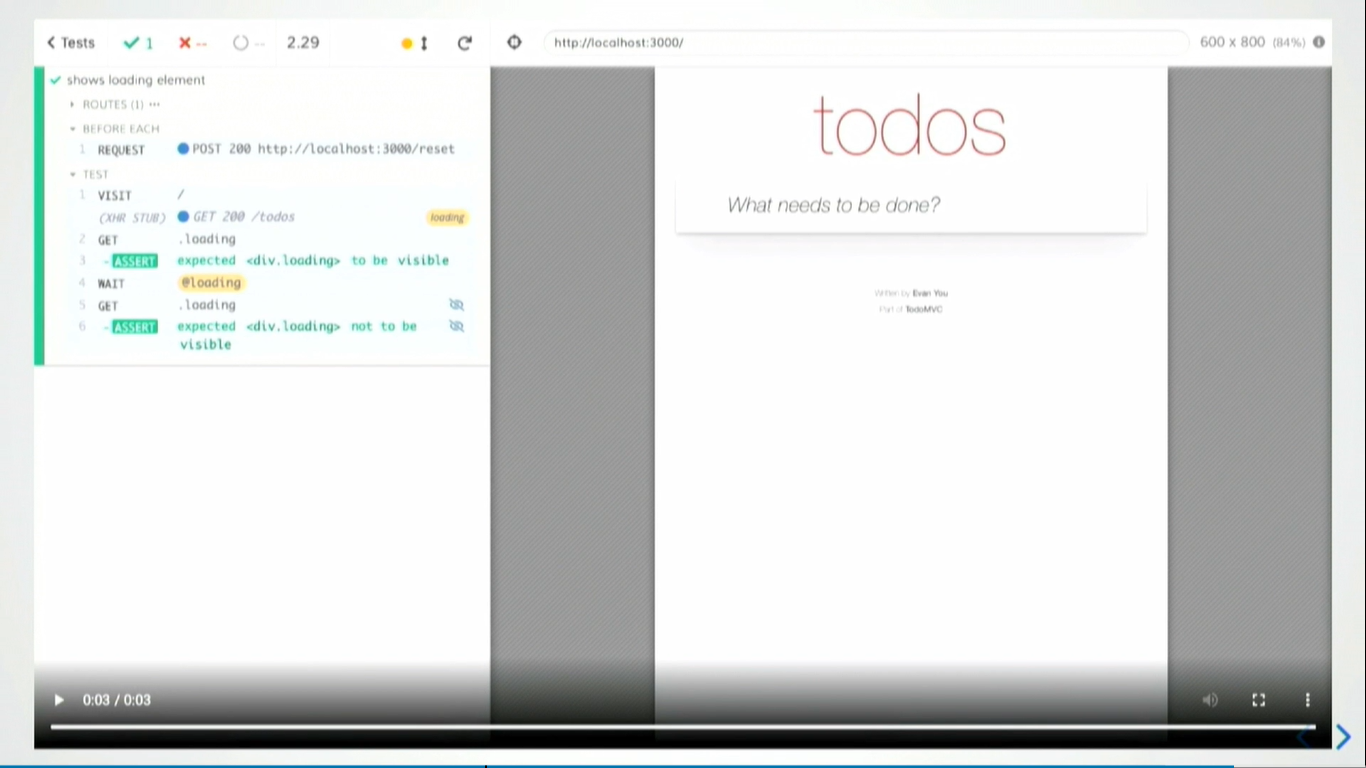 Tests 1 -- -- 2.29
http://localhost:3000/ 600 x 800 (84%)
shows loading element
ROUTES (1)
BEFORE EACH
1 REQUEST POST 200 http://localhost:3000/reset
TEST
1 VISIT /
(XHR STUB) GET 200 /todos loading
2 GET .loading
3 -ASSERT expected <div.loading> to be visible
4 WAIT @loading
5 GET .loading
6 -ASSERT expected <div.loading> not to be
visible
todos
What needs to be done?
Written by Evan You
Part of TodoMVC
0:03 / 0:03